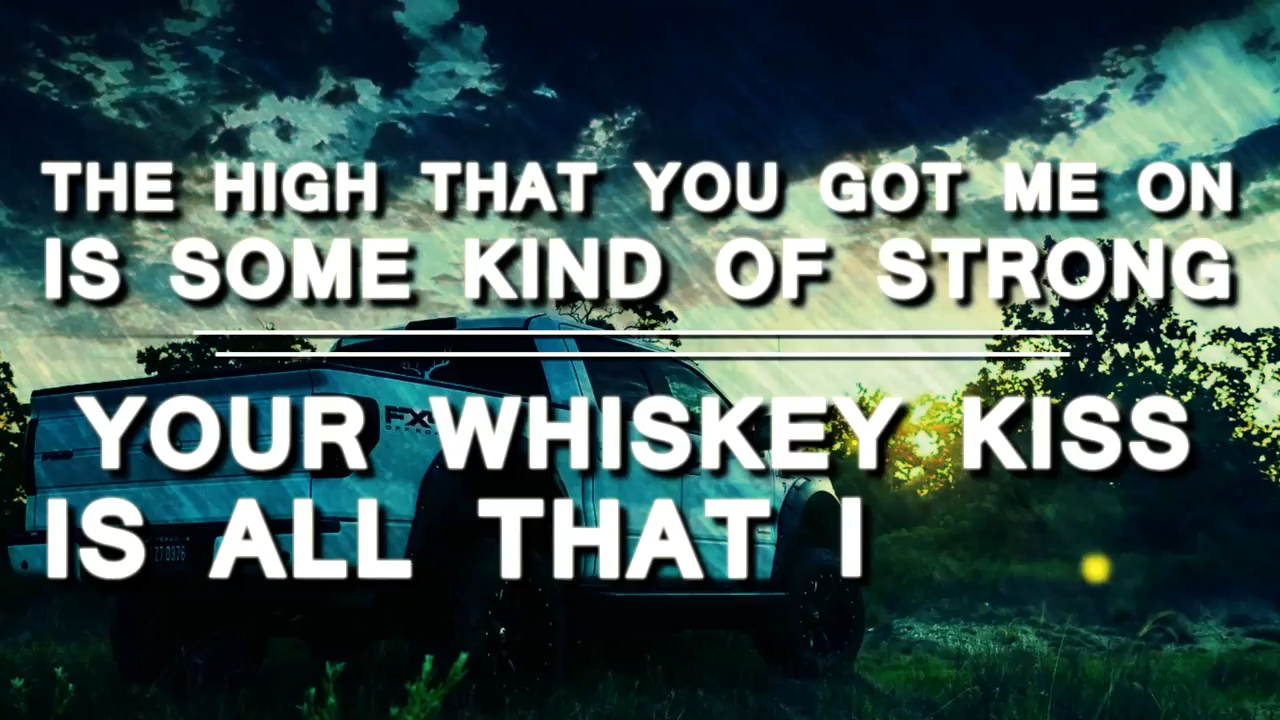 THE HIGH THAT YOU GOT ME ON
IS SOME KIND OF STRONG
YOUR WHISKEY KISS
IS ALL THAT I